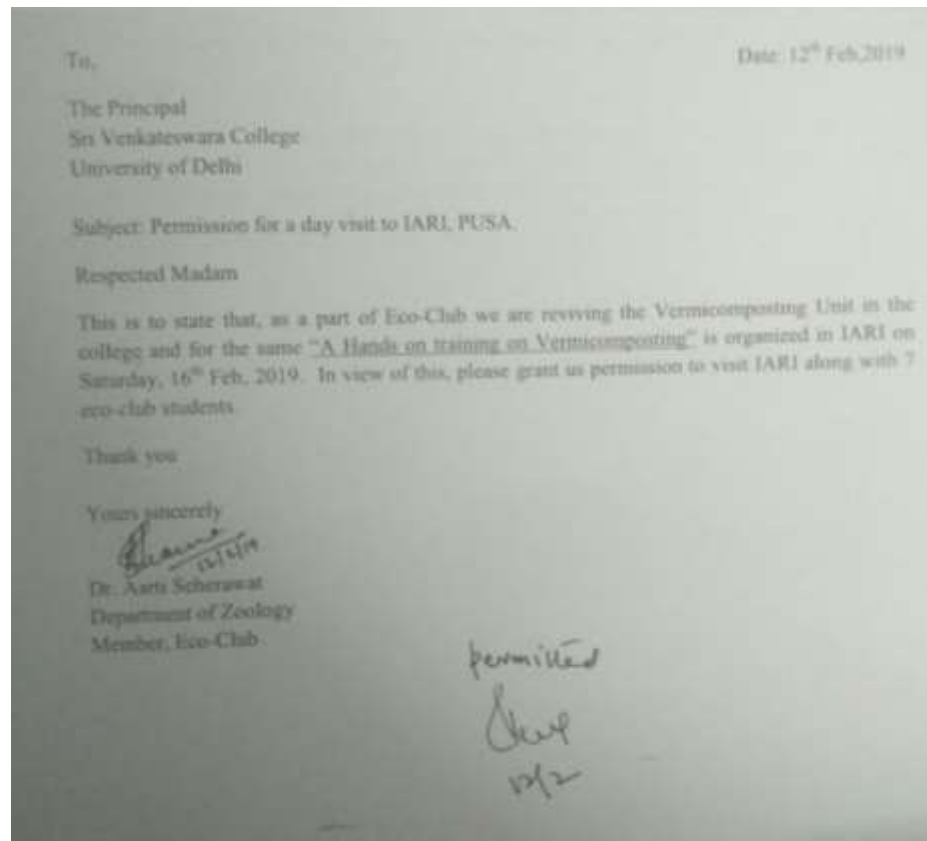 To,
Date: 12th Feb,2019
The Principal
Sri Venkateswara College
University of Delhi
Subject: Permission for a day visit to IARI, PUSA.
Respected Madam
This is to state that, as a part of Eco-Club we are reviving the Vermicomposting Unit in the
college and for the same "A Hands on training on Vermicomposting" is organized in IARI on
Saturday, 16th Feb, 2019. In view of this, please grant us permission to visit IARI along with 7
eco-club students
Thank you
Yours sincerely
12/2/19
Dr. Aarti Scherawat
Department of Zoology
Member, Eco-Club
permitted
12/2